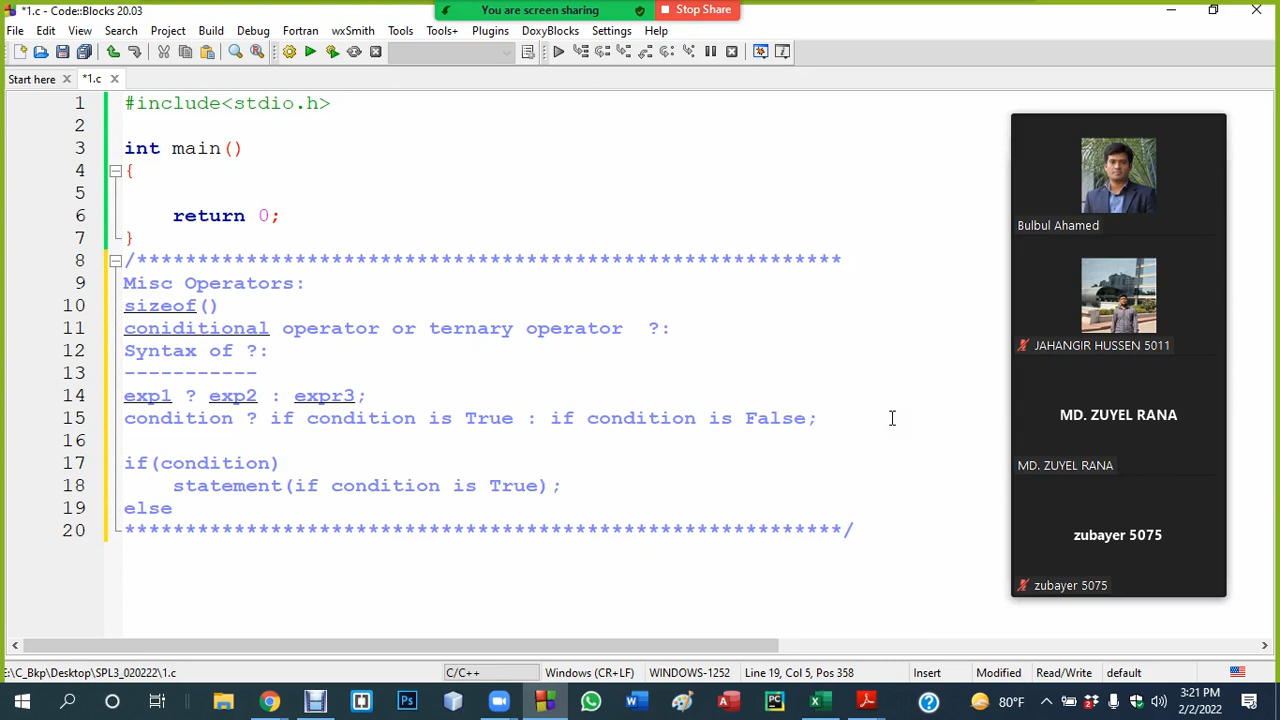 *1.c - Code::Blocks 20.03
You are screen sharing
Stop Share
File Edit View Search Project Build Debug Fortran wxSmith Tools Tools+ Plugins DoxyBlocks Settings Help
Start here
*1.c
1 #include<stdio.h>
2
3 int main()
4 {
5
6 return 0;
7 }
8 /**********************************************************
9 Misc Operators:
10 sizeof()
11 coniditional operator or ternary operator ?:
12 Syntax of ?:
13 -----------
14 exp1 ? exp2 : expr3;
15 condition ? if condition is True : if condition is False;
16
17 if(condition)
18 statement(if condition is True);
19 else
20 ***********************************************************/
Bulbul Ahamed
JAHANGIR HUSSEN 5011
MD. ZUYEL RANA
MD. ZUYEL RANA
zubayer 5075
zubayer 5075
E:\C_Bkp\Desktop\SPL3_020222\1.c C/C++ Windows (CR+LF) WINDOWS-1252 Line 19, Col 5, Pos 358 Insert Modified Read/Write default
80°F
3:21 PM
2/2/2022